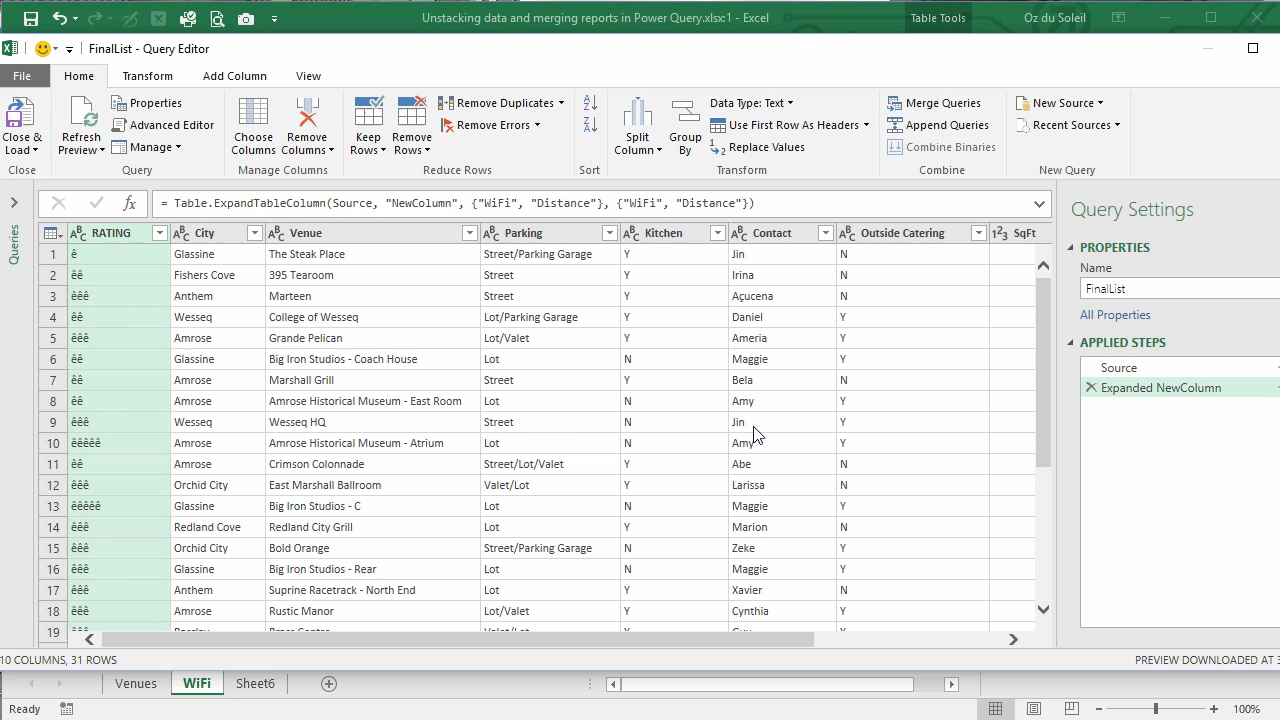 Unstacking data and merging reports in Power Query.xlsx:1 - Excel Table Tools Oz du Soleil
FinalList - Query Editor
File Home Transform Add Column View
Close & Load Refresh Preview Properties Advanced Editor Manage Choose Columns Remove Columns Keep Rows Remove Rows Remove Duplicates Remove Errors Split Column Group By Data Type: Text Use First Row As Headers Replace Values Merge Queries Append Queries Combine Binaries New Source Recent Sources
Close Query Manage Columns Reduce Rows Sort Transform Combine New Query
= Table.ExpandTableColumn(Source, "NewColumn", {"WiFi", "Distance"}, {"WiFi", "Distance"})
Queries
RATING City Venue Parking Kitchen Contact Outside Catering SqFt
1 ê Glassine The Steak Place Street/Parking Garage Y Jin N
2 êê Fishers Cove 395 Tearoom Street Y Irina N
3 êêê Anthem Marteen Street Y Açucena N
4 êê Wesseq College of Wesseq Lot/Parking Garage Y Daniel Y
5 êêê Amrose Grande Pelican Lot/Valet Y Ameria Y
6 êê Glassine Big Iron Studios - Coach House Lot N Maggie Y
7 êê Amrose Marshall Grill Street Y Bela N
8 êê Amrose Amrose Historical Museum - East Room Lot N Amy Y
9 êêê Wesseq Wesseq HQ Street N Jin Y
10 êêêêê Amrose Amrose Historical Museum - Atrium Lot N Amy Y
11 êê Amrose Crimson Colonnade Street/Lot/Valet Y Abe N
12 êêê Orchid City East Marshall Ballroom Valet/Lot Y Larissa N
13 êêêêê Glassine Big Iron Studios - C Lot N Maggie Y
14 êêê Redland Cove Redland City Grill Lot Y Marion N
15 êêê Orchid City Bold Orange Street/Parking Garage N Zeke Y
16 êêê Glassine Big Iron Studios - Rear Lot N Maggie Y
17 êêê Anthem Suprine Racetrack - North End Lot Y Xavier N
18 êêê Amrose Rustic Manor Lot/Valet Y Cynthia Y
19
Query Settings
PROPERTIES
Name
FinalList
All Properties
APPLIED STEPS
Source
Expanded NewColumn
10 COLUMNS, 31 ROWS PREVIEW DOWNLOADED AT 3
Venues WiFi Sheet6
Ready 100%